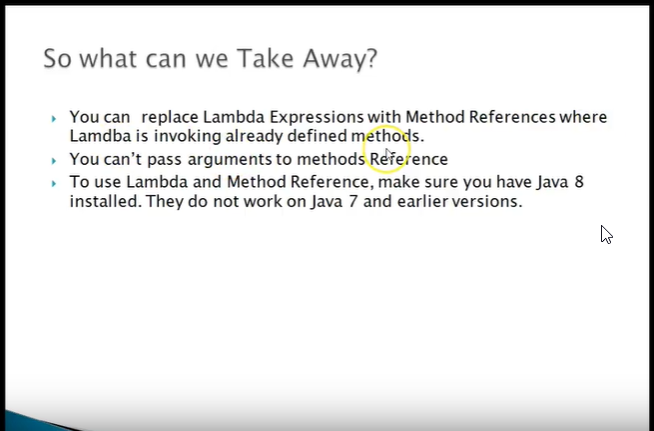 So what can we Take Away?
You can replace Lambda Expressions with Method References where
Lamdba is invoking already defined methods.
You can't pass arguments to methods Reference
To use Lambda and Method Reference, make sure you have Java 8
installed. They do not work on Java 7 and earlier versions.